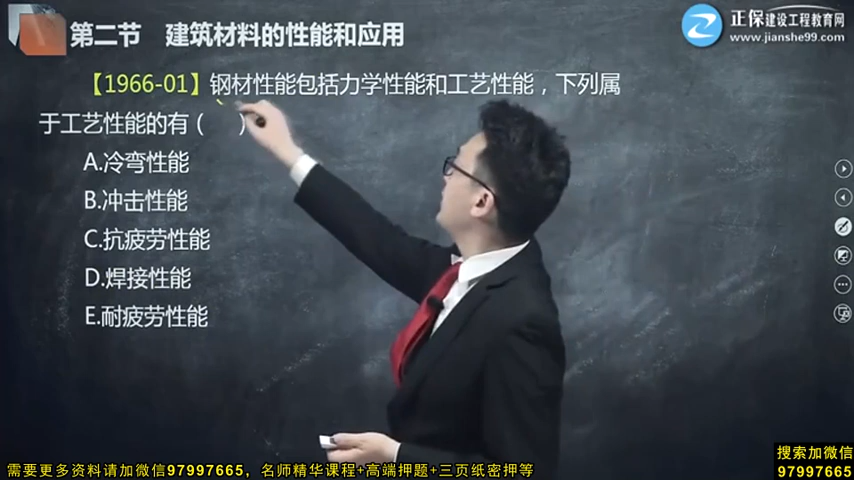 第二节 建筑材料的性能和应用
正保建设工程教育网
www.jianshe99.com
【1966-01】钢材性能包括力学性能和工艺性能，下列属
于工艺性能的有（ ）
A.冷弯性能
B.冲击性能
C.抗疲劳性能
D.焊接性能
E.耐疲劳性能
搜索加微信
97997665
需要更多资料请加微信97997665，名师精华课程+高端押题+三页纸密押等